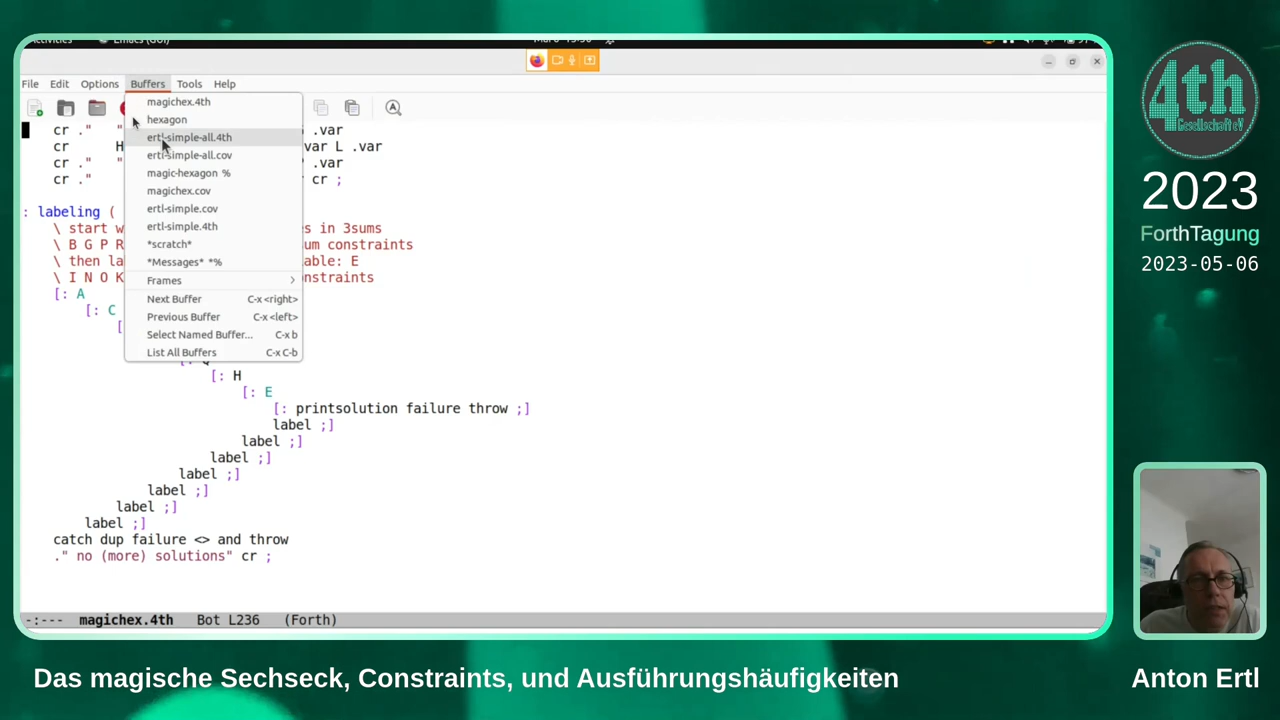 File Edit Options Buffers Tools Help
magichex.4th
hexagon
ertl-simple-all.4th
ertl-simple-all.cov
magic-hexagon %
magichex.cov
ertl-simple.cov
ertl-simple.4th
*scratch*
*Messages* *%
Frames
Next Buffer C-x <right>
Previous Buffer C-x <left>
Select Named Buffer... C-x b
List All Buffers C-x C-b
cr ." " .var
cr H var L .var
cr ." " .var
cr ." cr ;
: labeling (
\ start w s in 3sums
\ B G P R um constraints
\ then la able: E
\ I N O K nstraints
[: A
[: C
[
[: H
[: E
[: printsolution failure throw ;]
label ;]
label ;]
label ;]
label ;]
label ;]
label ;]
label ;]
catch dup failure <> and throw
." no (more) solutions" cr ;
-:--- magichex.4th Bot L236 (Forth)
4th
Gesellschaft eV
2023
ForthTagung
2023-05-06
Das magische Sechseck, Constraints, und Ausführungshäufigkeiten
Anton Ertl